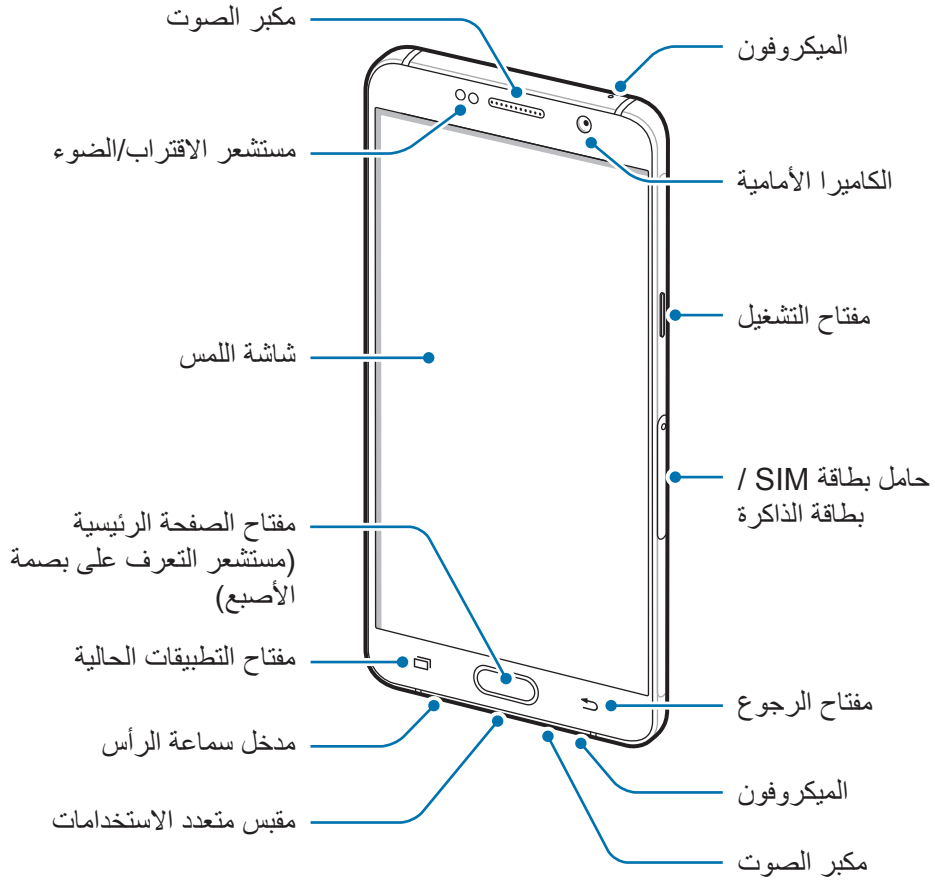 مكبر الصوت
الميكروفون
مستشعر الاقتراب/الضوء
الكاميرا الأمامية
مفتاح التشغيل
شاشة اللمس
حامل بطاقة SIM /
بطاقة الذاكرة
مفتاح الصفحة الرئيسية
(مستشعر التعرف على بصمة
الأصبع)
مفتاح التطبيقات الحالية
مفتاح الرجوع
مدخل سماعة الرأس
الميكروفون
مقبس متعدد الاستخدامات
مكبر الصوت